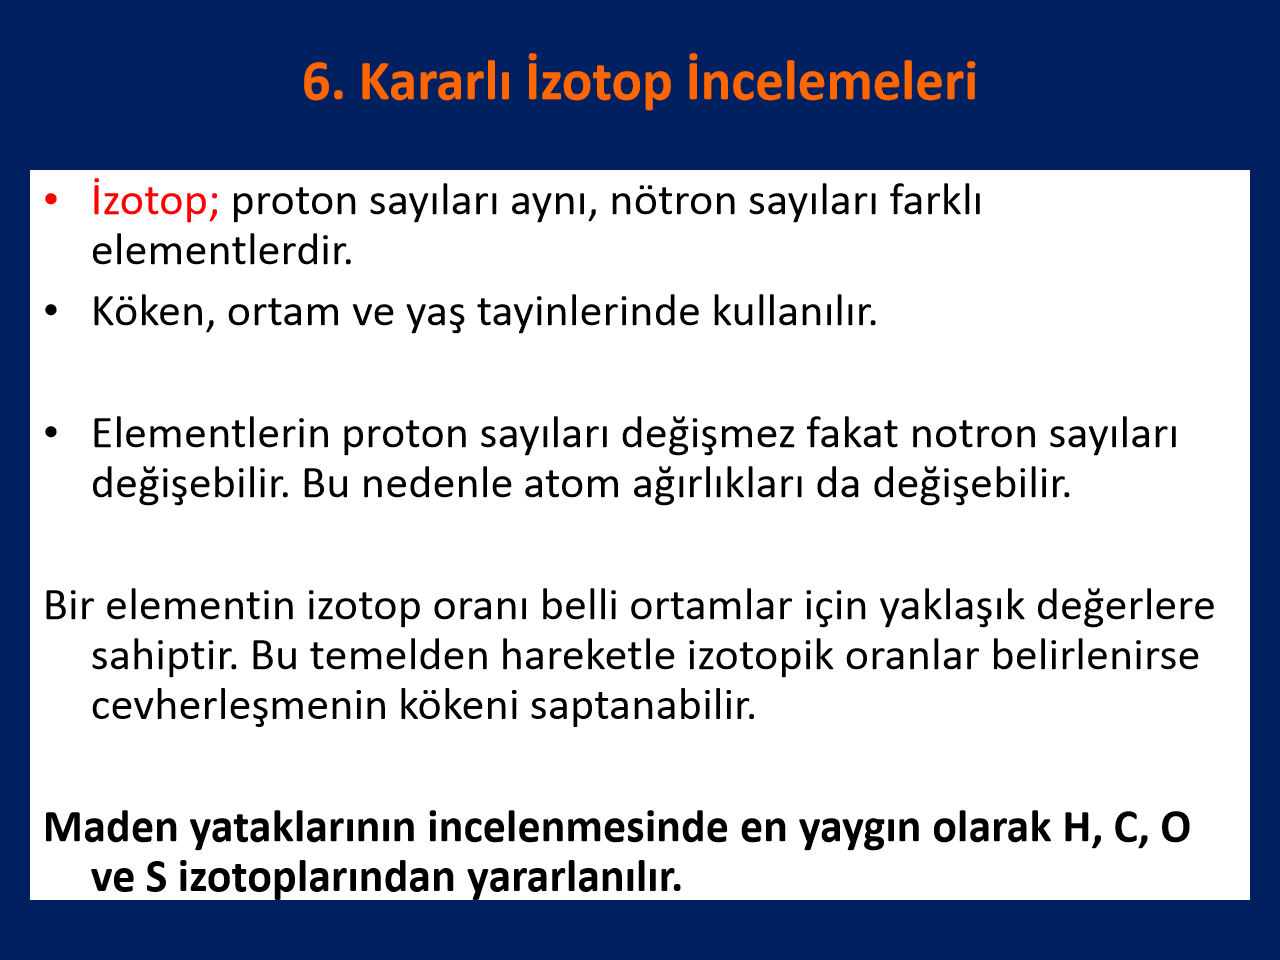 6. Kararlı İzotop İncelemeleri
• İzotop; proton sayıları aynı, nötron sayıları farklı
elementlerdir.
• Köken, ortam ve yaş tayinlerinde kullanılır.
• Elementlerin proton sayıları değişmez fakat notron sayıları
değişebilir. Bu nedenle atom ağırlıkları da değişebilir.
Bir elementin izotop oranı belli ortamlar için yaklaşık değerlere
sahiptir. Bu temelden hareketle izotopik oranlar belirlenirse
cevherleşmenin kökeni saptanabilir.
Maden yataklarının incelenmesinde en yaygın olarak H, C, O
ve S izotoplarından yararlanılır.